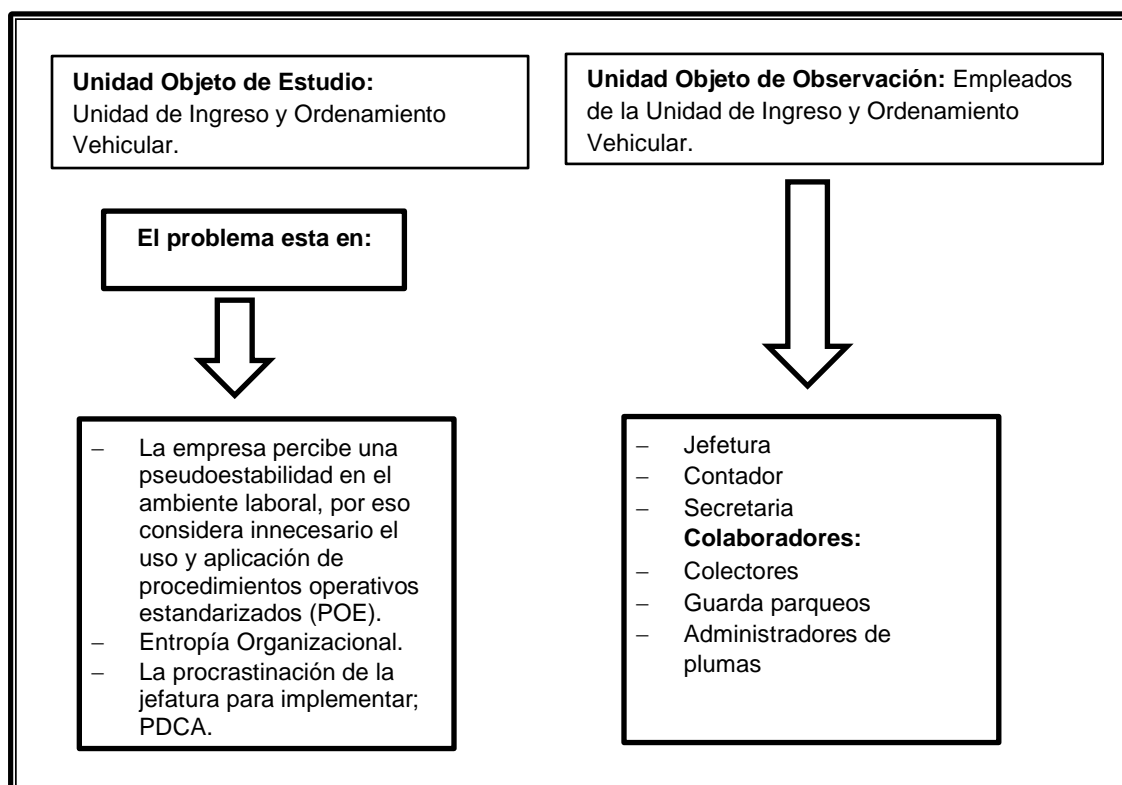 Unidad Objeto de Estudio:
Unidad de Ingreso y Ordenamiento
Vehicular.
Unidad Objeto de Observación: Empleados
de la Unidad de Ingreso y Ordenamiento
Vehicular.
El problema esta en:
– La empresa percibe una
pseudoestabilidad en el
ambiente laboral, por eso
considera innecesario el
uso y aplicación de
procedimientos operativos
estandarizados (POE).
– Entropía Organizacional.
– La procrastinación de la
jefatura para implementar;
PDCA.
– Jefetura
– Contador
– Secretaria
Colaboradores:
– Colectores
– Guarda parqueos
– Administradores de
plumas